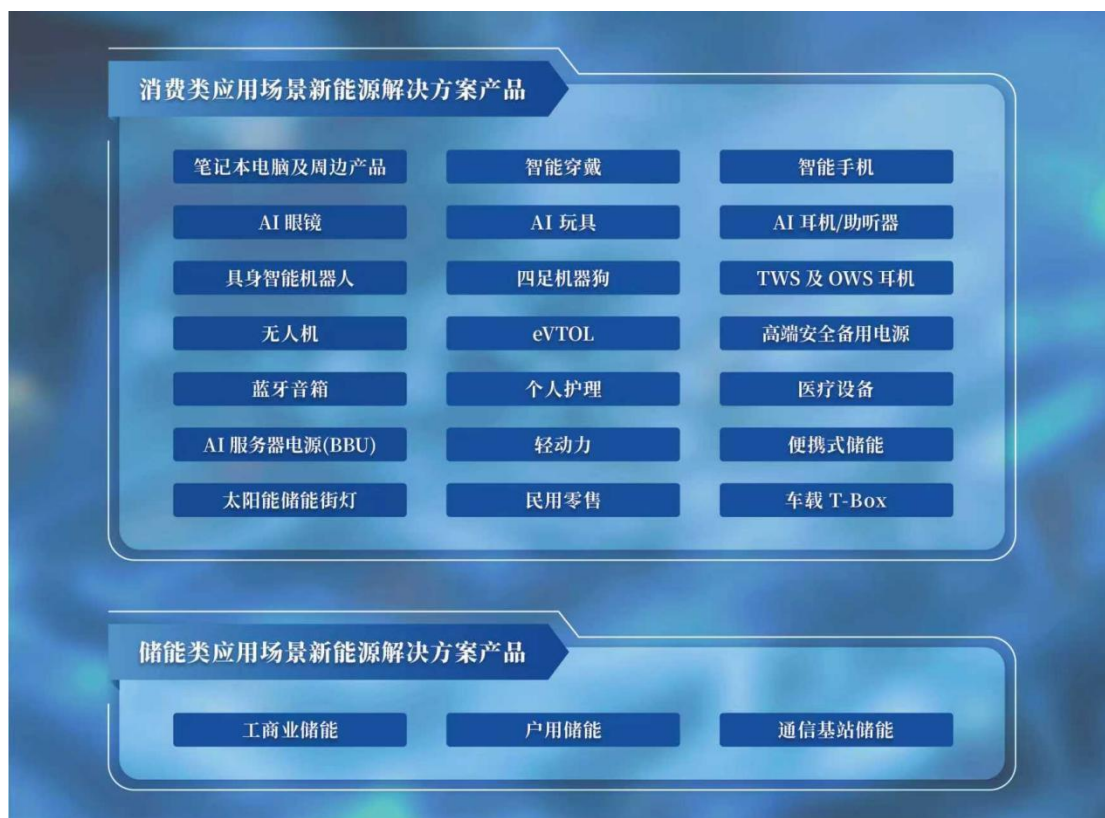 消费类应用场景新能源解决方案产品
笔记本电脑及周边产品
智能穿戴
智能手机
AI 眼镜
AI 玩具
AI 耳机/助听器
具身智能机器人
四足机器狗
TWS 及 OWS 耳机
无人机
eVTOL
高端安全备用电源
蓝牙音箱
个人护理
医疗设备
AI 服务器电源(BBU)
轻动力
便携式储能
太阳能储能街灯
民用零售
车载 T-Box
储能类应用场景新能源解决方案产品
工商业储能
户用储能
通信基站储能